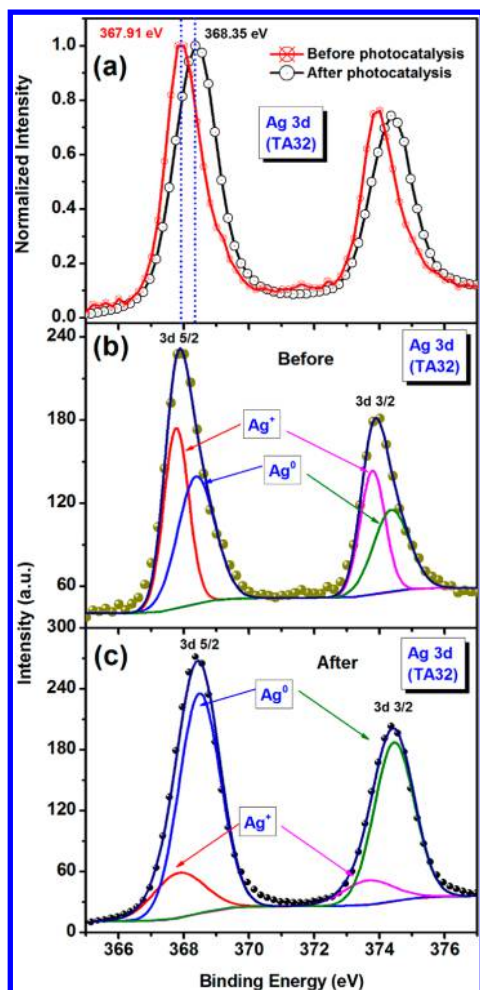 367.91 eV 368.35 eV
1.0
(a)
Before photocatalysis
After photocatalysis
0.8
Ag 3d
(TA32)
0.6
0.4
0.2
0.0
Normalized Intensity
240
3d 5/2
(b)
Before
Ag 3d
(TA32)
3d 3/2
180
Ag⁺
Ag⁰
120
60
300
Intensity (a.u.)
(c)
3d 5/2
After
Ag 3d
(TA32)
240
Ag⁰
3d 3/2
180
120
Ag⁺
60
0
366 368 370 372 374 376
Binding Energy (eV)